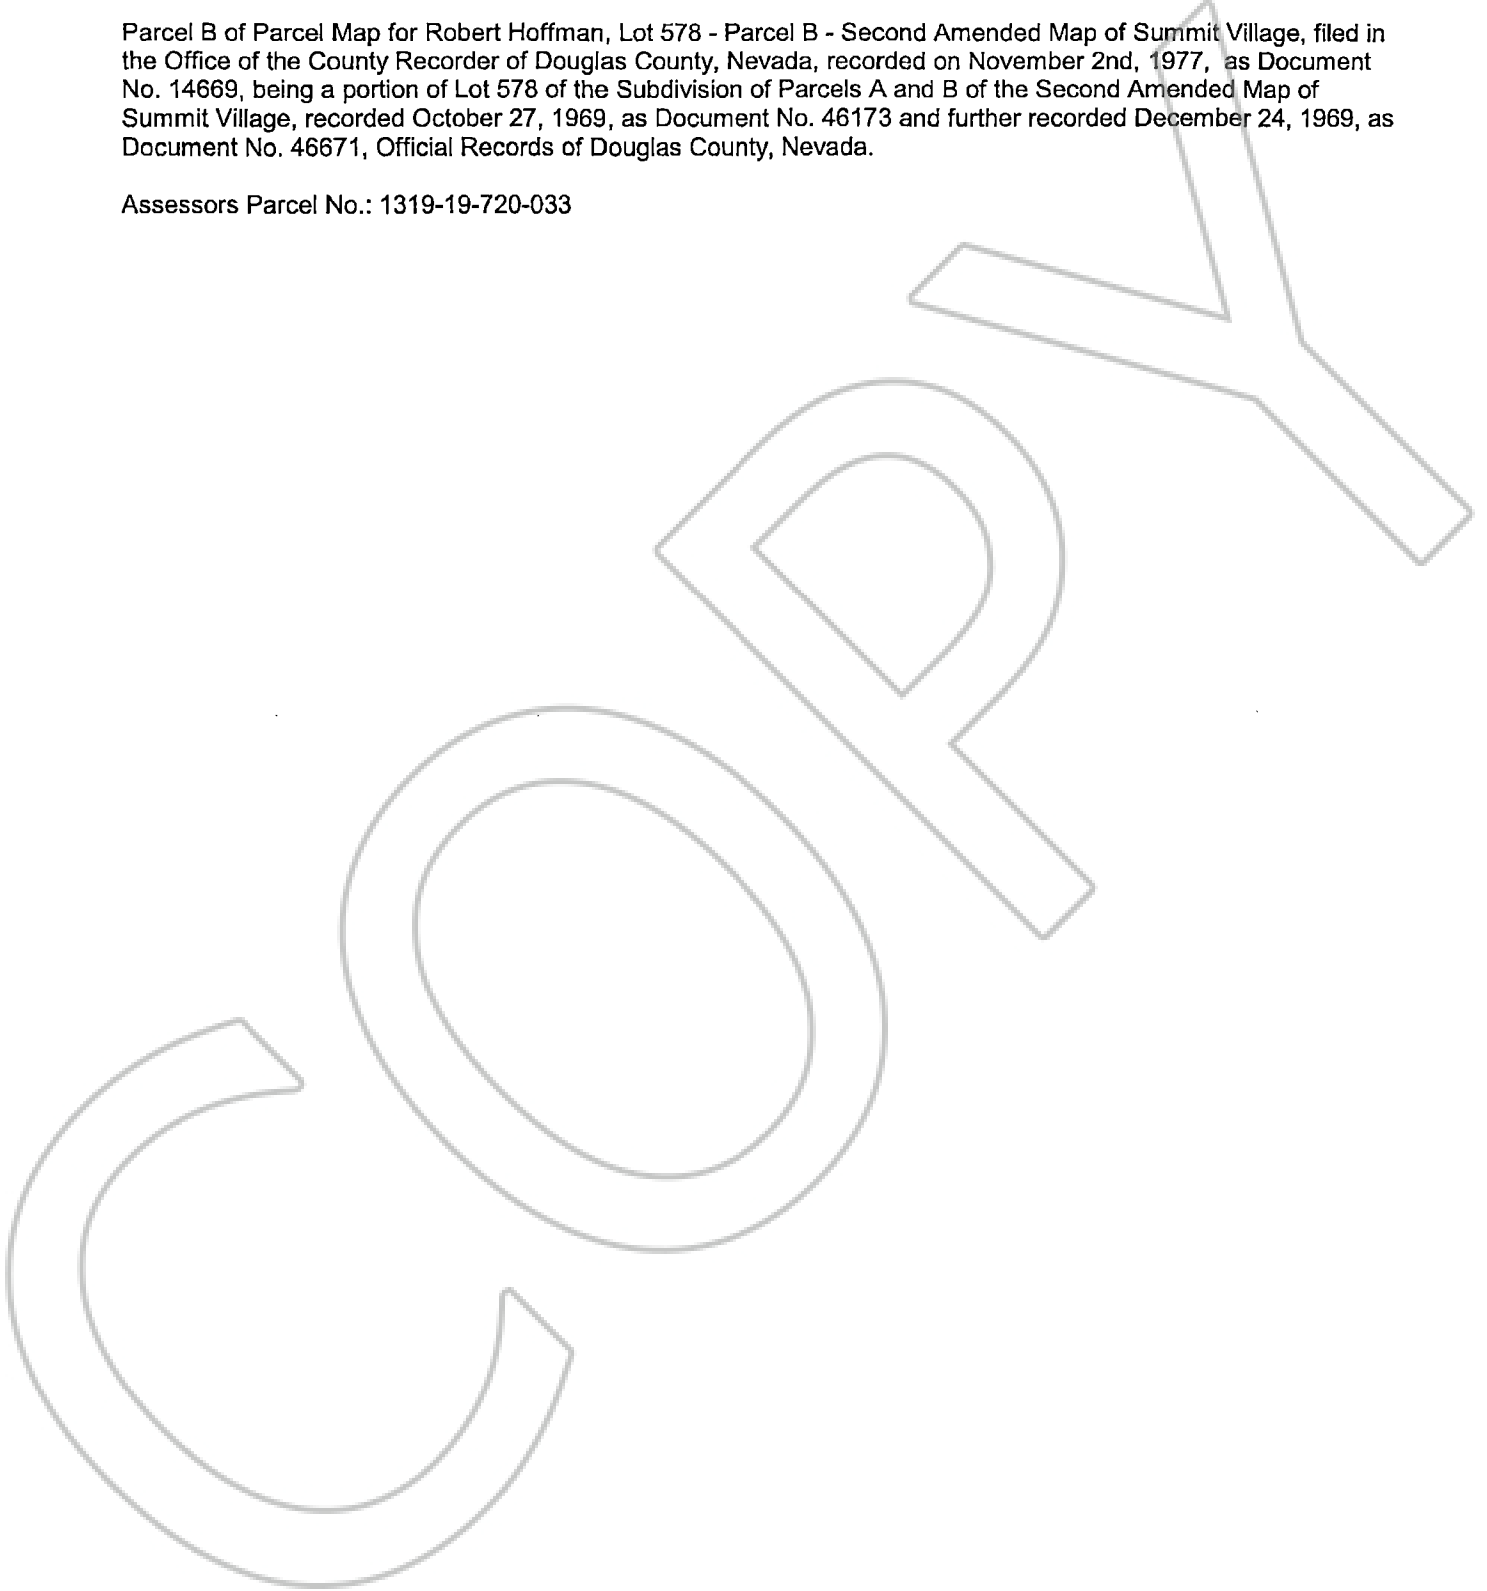 Parcel B of Parcel Map for Robert Hoffman, Lot 578 - Parcel B - Second Amended Map of Summit Village, filed in
the Office of the County Recorder of Douglas County, Nevada, recorded on November 2nd, 1977, as Document
No. 14669, being a portion of Lot 578 of the Subdivision of Parcels A and B of the Second Amended Map of
Summit Village, recorded October 27, 1969, as Document No. 46173 and further recorded December 24, 1969, as
Document No. 46671, Official Records of Douglas County, Nevada.
Assessors Parcel No.: 1319-19-720-033
COPY